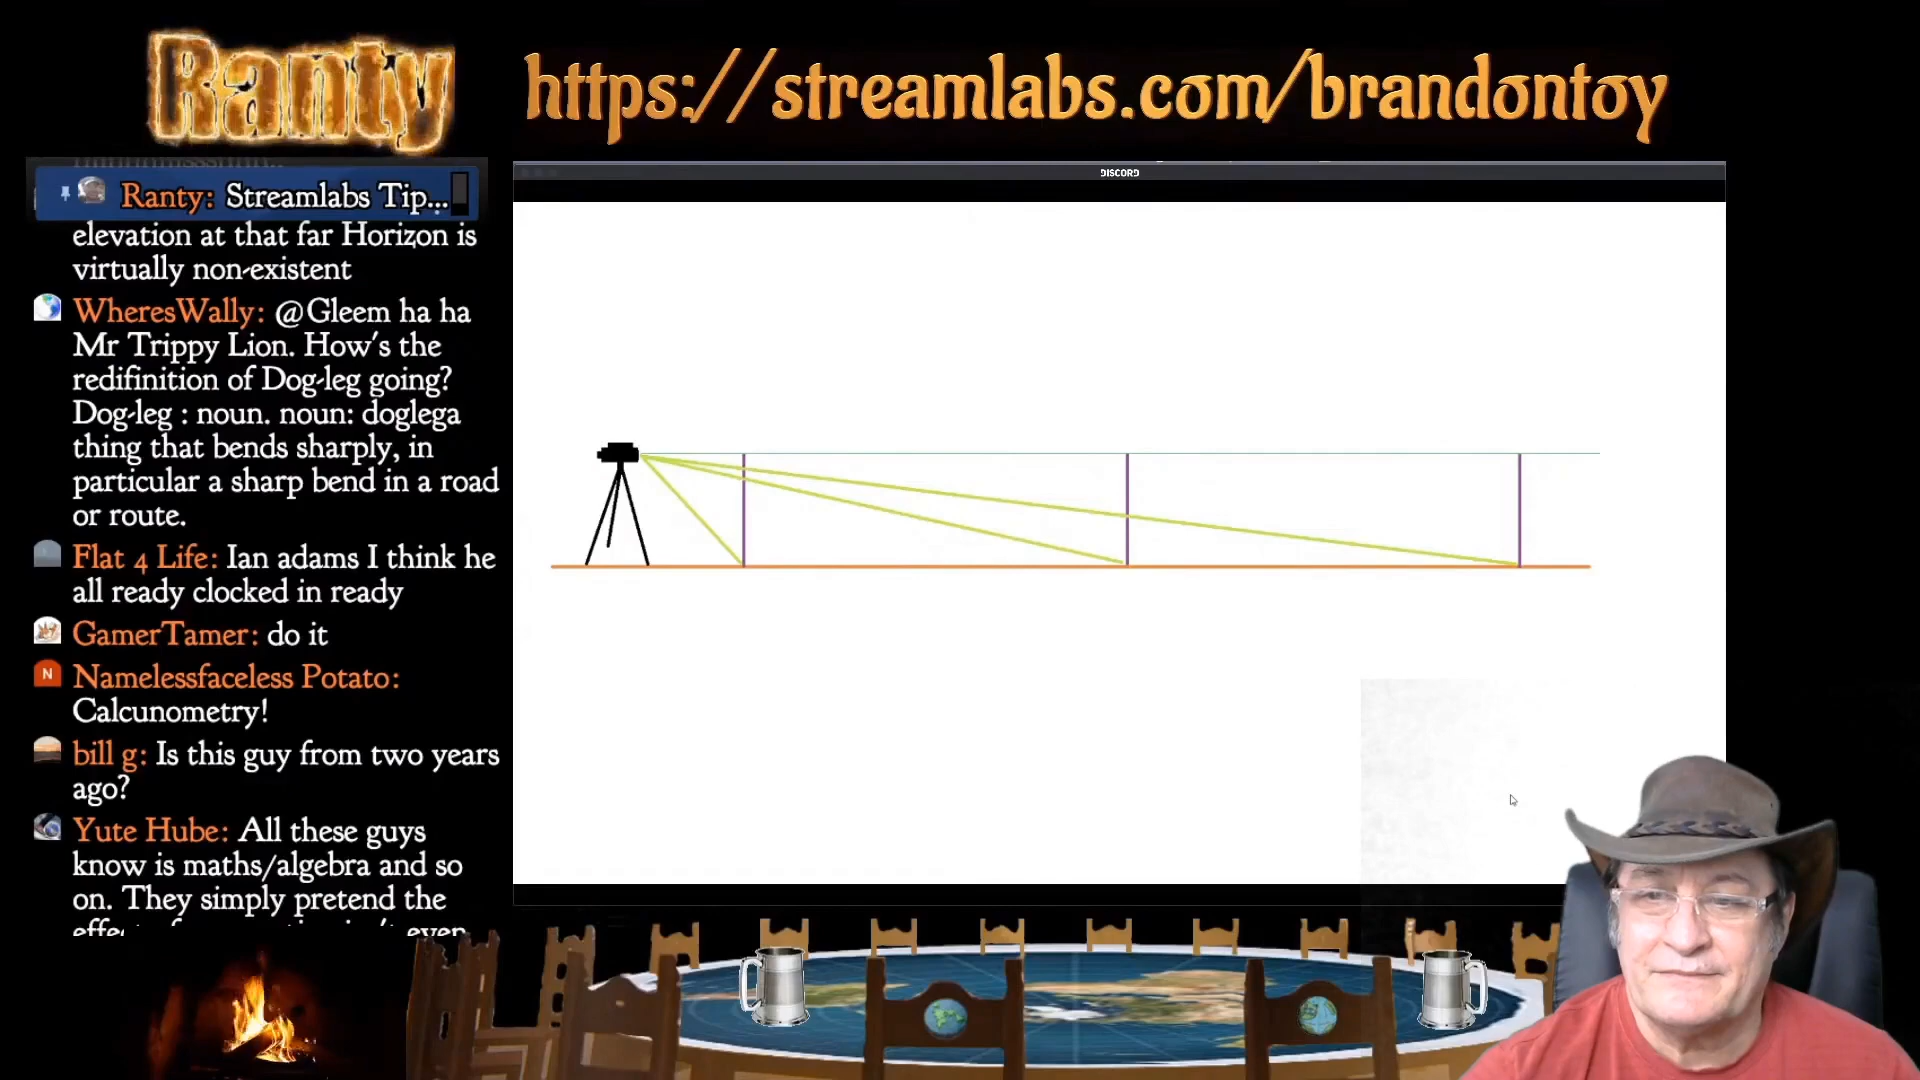 Ranty
https://streamlabs.com/brandontoy
DISCORD
Ranty: Streamlabs Tip...
elevation at that far Horizon is
virtually non-existent
WheresWally: @Gleem ha ha
Mr Trippy Lion. How's the
redifinition of Dog-leg going?
Dog-leg : noun. noun: doglega
thing that bends sharply, in
particular a sharp bend in a road
or route.
Flat 4 Life: Ian adams I think he
all ready clocked in ready
GamerTamer: do it
N
Namelessfaceless Potato:
Calcunometry!
bill g: Is this guy from two years
ago?
Yute Hube: All these guys
know is maths/algebra and so
on. They simply pretend the